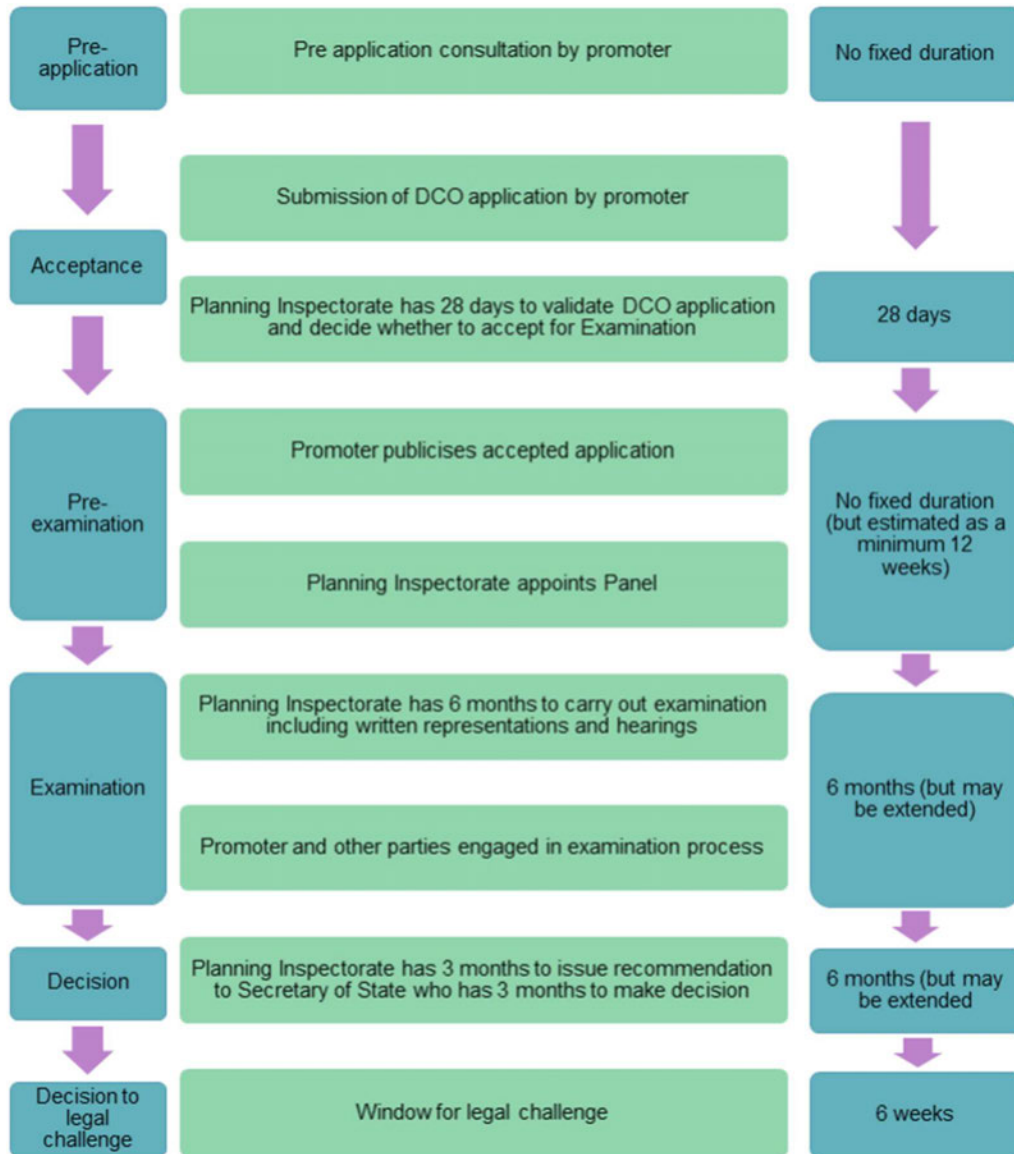 Pre-
application
Pre application consultation by promoter
No fixed duration
Submission of DCO application by promoter
Acceptance
Planning Inspectorate has 28 days to validate DCO application
and decide whether to accept for Examination
28 days
Pre-
examination
Promoter publicises accepted application
Planning Inspectorate appoints Panel
No fixed duration
(but estimated as a
minimum 12
weeks)
Examination
Planning Inspectorate has 6 months to carry out examination
including written representations and hearings
Promoter and other parties engaged in examination process
6 months (but may
be extended)
Decision
Planning Inspectorate has 3 months to issue recommendation
to Secretary of State who has 3 months to make decision
6 months (but may
be extended
Decision to
legal
challenge
Window for legal challenge
6 weeks